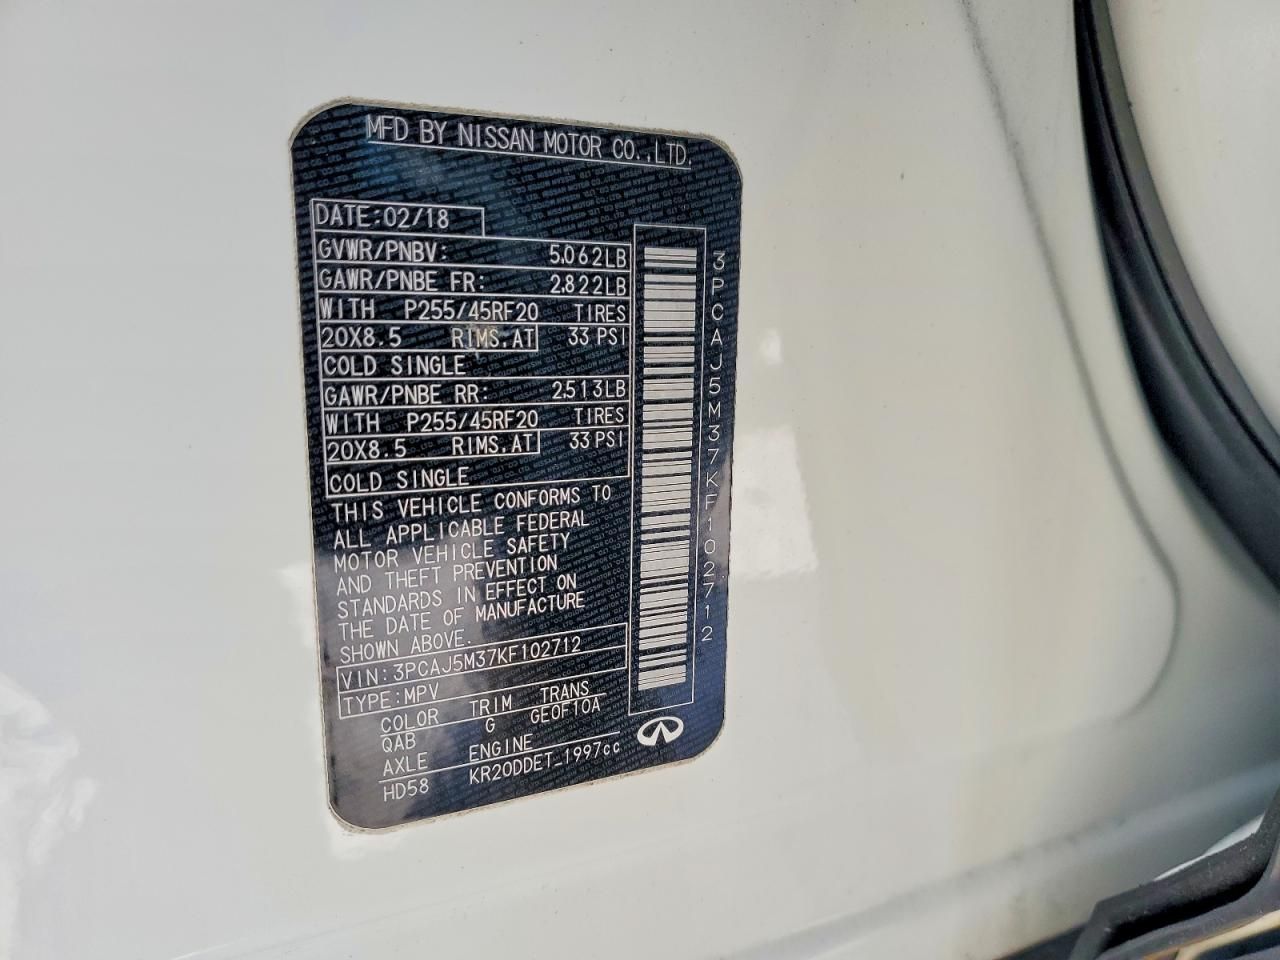 MFD BY NISSAN MOTOR CO.,LTD.
DATE:02/18
GVWR/PNBV: 5,062LB
GAWR/PNBE FR: 2,822LB
WITH P255/45RF20 TIRES
20X8.5 RIMS,AT 33 PSI
COLD SINGLE
GAWR/PNBE RR: 2,513LB
WITH P255/45RF20 TIRES
20X8.5 RIMS,AT 33 PSI
COLD SINGLE
THIS VEHICLE CONFORMS TO
ALL APPLICABLE FEDERAL
MOTOR VEHICLE SAFETY
AND THEFT PREVENTION
STANDARDS IN EFFECT ON
THE DATE OF MANUFACTURE
SHOWN ABOVE.
VIN:3PCAJ5M37KF102712
TYPE:MPV
COLOR TRIM TRANS
QAB G GE0F10A
AXLE ENGINE
HD58 KR20DDET-1997cc
3PCAJ5M37KF102712